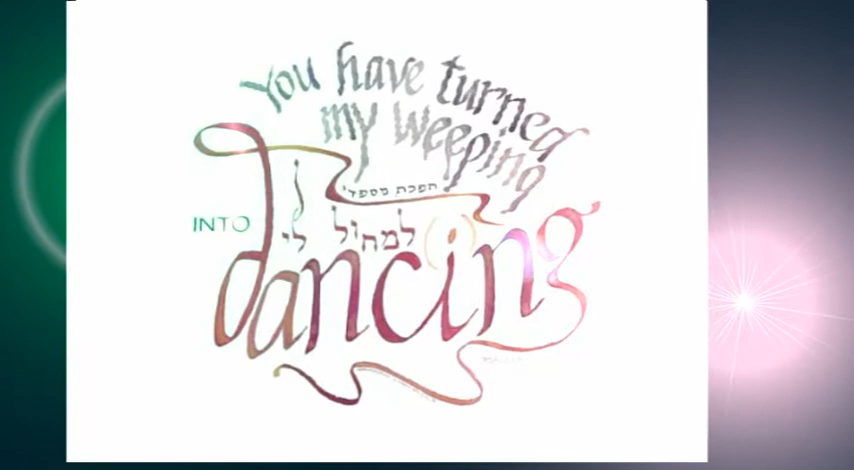 You have turned
my weeping
הפכת מספדי
INTO
למחול לי
dancing